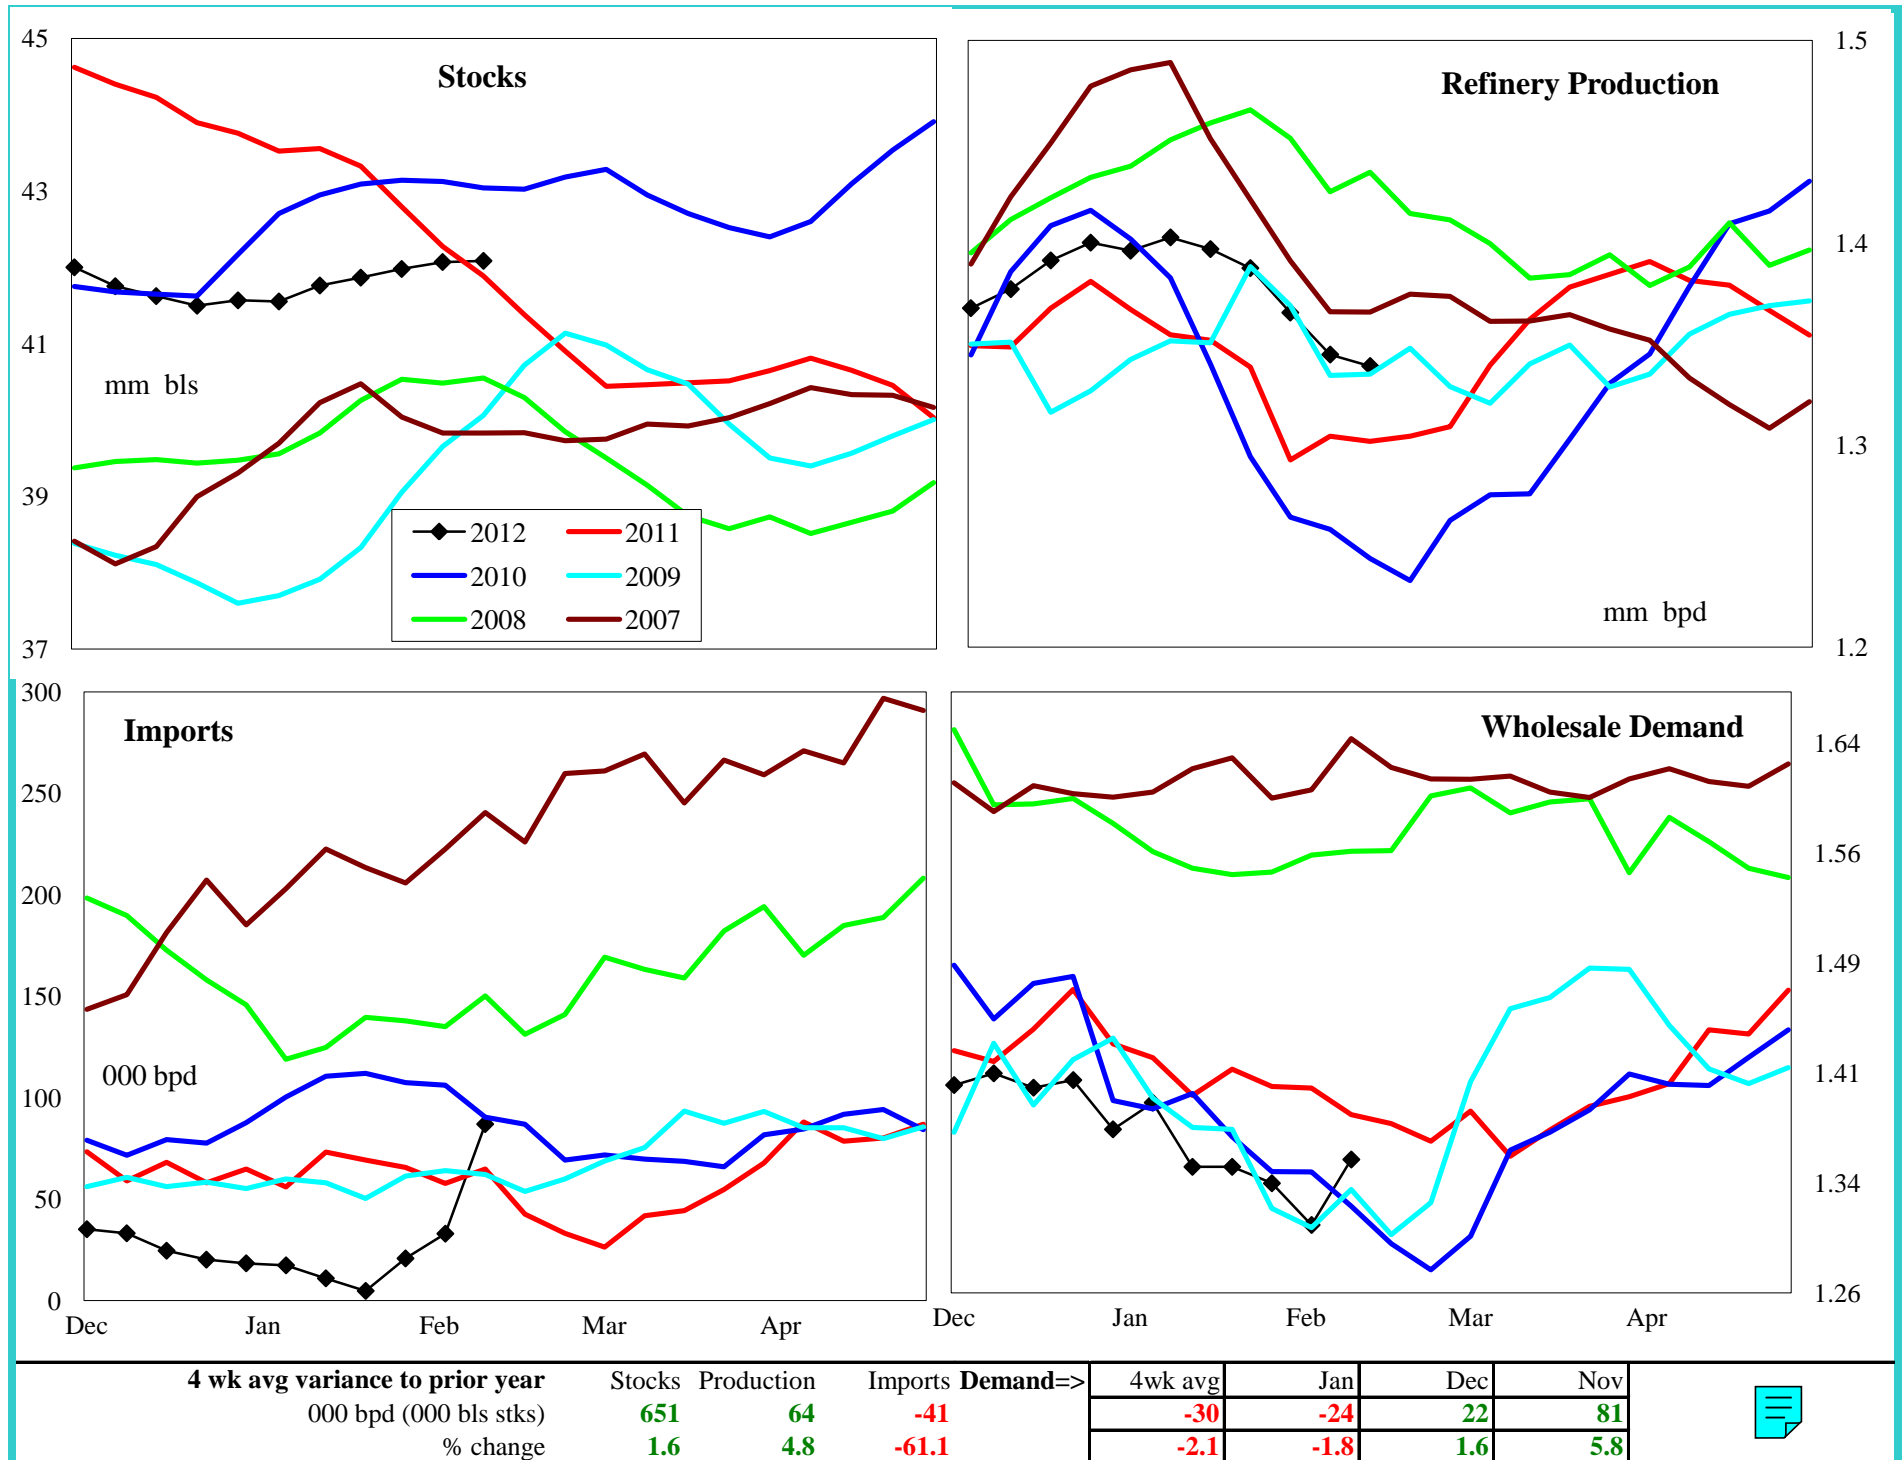 Stocks
45
43
41
39
37
mm bls
2012
2011
2010
2009
2008
2007
Refinery Production
1.5
1.4
1.3
1.2
mm bpd
Imports
300
250
200
150
100
50
0
000 bpd
Dec Jan Feb Mar Apr
Wholesale Demand
1.64
1.56
1.49
1.41
1.34
1.26
Dec Jan Feb Mar Apr
4 wk avg variance to prior year Stocks Production Imports Demand=> 4wk avg Jan Dec Nov
000 bpd (000 bls stks) 651 64 -41 -30 -24 22 81
% change 1.6 4.8 -61.1 -2.1 -1.8 1.6 5.8